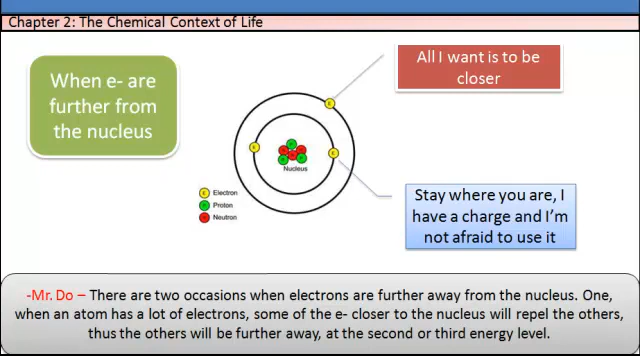 Chapter 2: The Chemical Context of Life
When e- are
further from
the nucleus
All I want is to be
closer
E
E
E
Nucleus
Electron
Proton
Neutron
Stay where you are, I
have a charge and I'm
not afraid to use it
-Mr. Do – There are two occasions when electrons are further away from the nucleus. One,
when an atom has a lot of electrons, some of the e- closer to the nucleus will repel the others,
thus the others will be further away, at the second or third energy level.